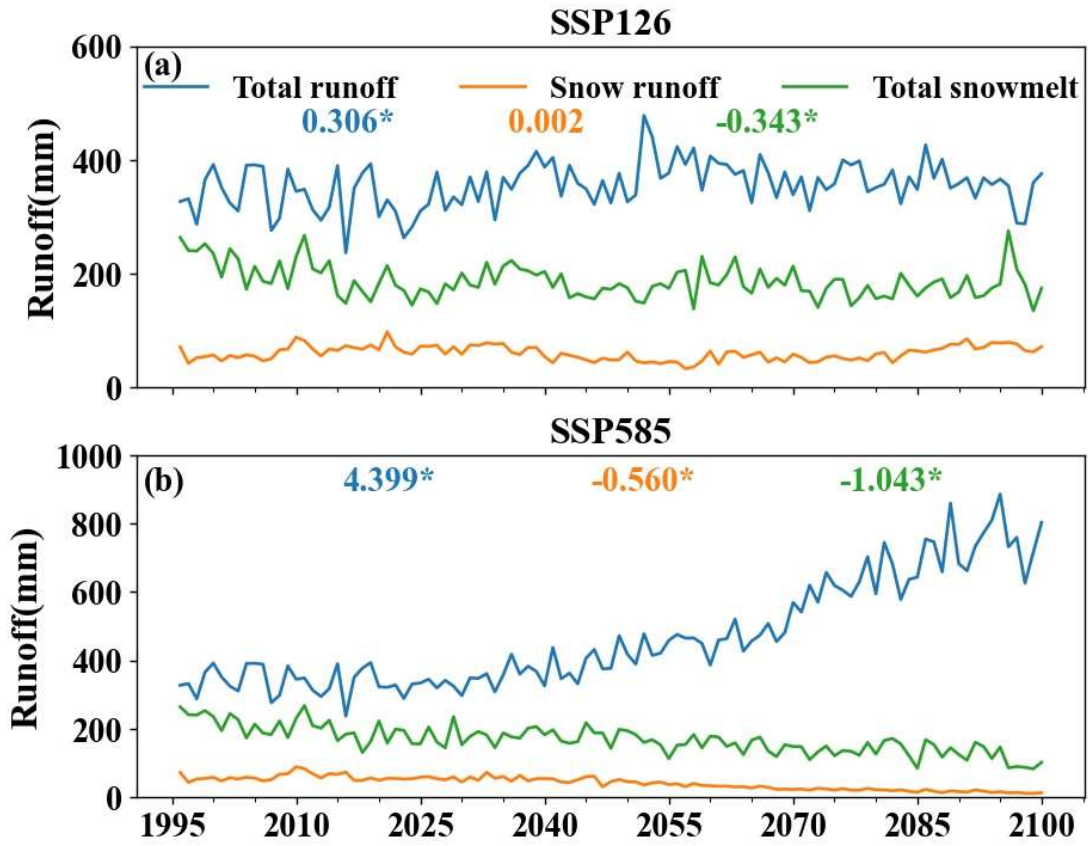 SSP126
600
(a)
Total runoff Snow runoff Total snowmelt
0.306* 0.002 -0.343*
400
Runoff(mm)
200
0
SSP585
1000
(b)
4.399* -0.560* -1.043*
800
600
Runoff(mm)
400
200
0
1995 2010 2025 2040 2055 2070 2085 2100